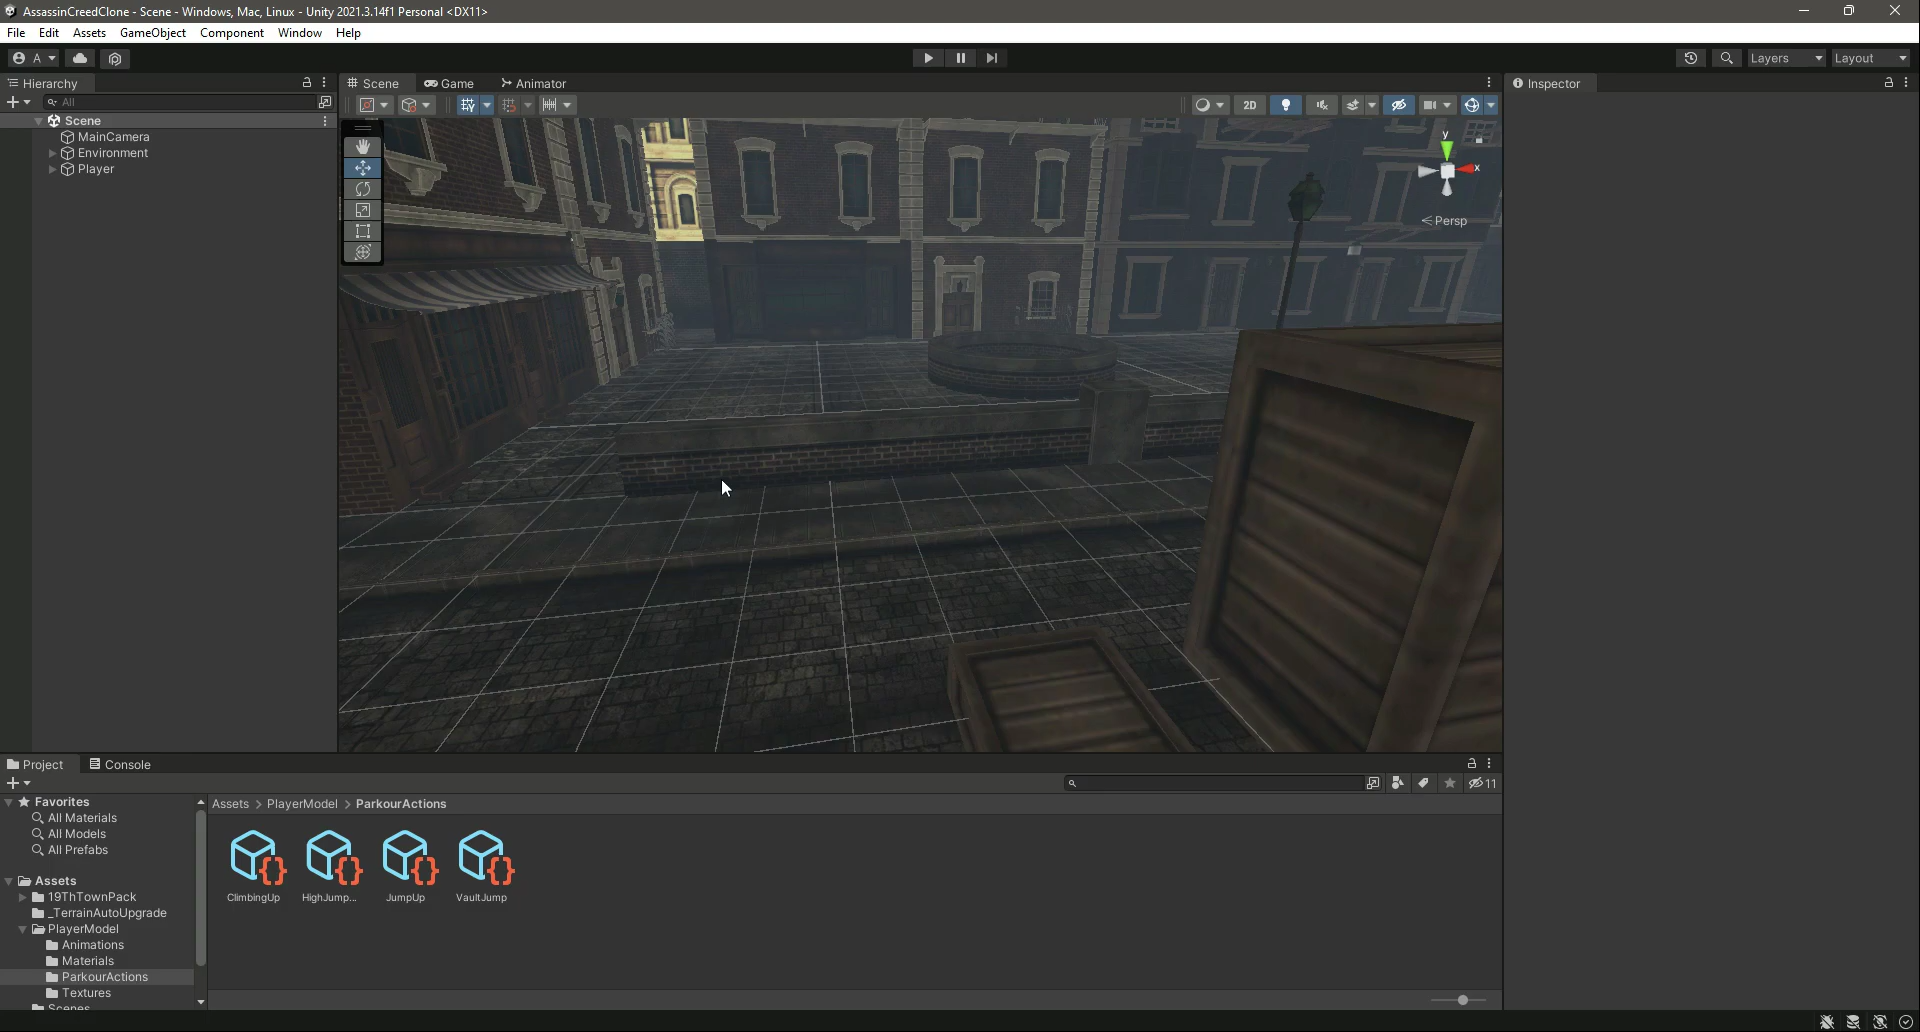 AssassinCreedClone - Scene - Windows, Mac, Linux - Unity 2021.3.14f1 Personal <DX11>
File Edit Assets GameObject Component Window Help
A Layers Layout
Hierarchy Scene Game Animator Inspector
All 2D
Scene
MainCamera
Environment
Player
y
x
Persp
Project Console
11
Favorites
All Materials
All Models
All Prefabs
Assets
19ThTownPack
_TerrainAutoUpgrade
PlayerModel
Animations
Materials
ParkourActions
Textures
Scenes
Assets > PlayerModel > ParkourActions
ClimbingUp HighJump... JumpUp VaultJump